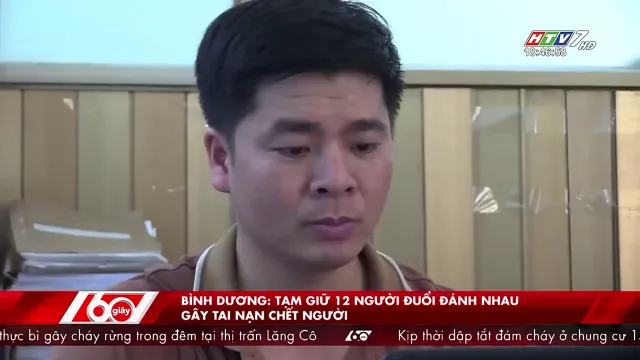 HTV7 HD
18:46:58
60 giây
BÌNH DƯƠNG: TẠM GIỮ 12 NGƯỜI ĐUỔI ĐÁNH NHAU
GÂY TAI NẠN CHẾT NGƯỜI
thực bì gây cháy rừng trong đêm tại thị trấn Lăng Cô
Kịp thời dập tắt đám cháy ở chung cư 1.